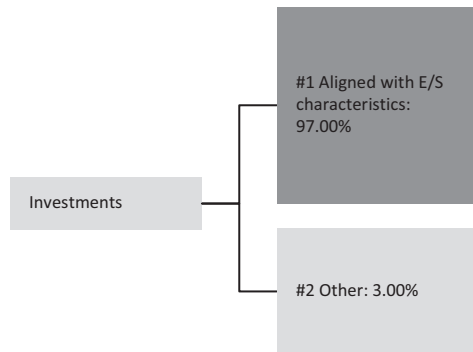 #1 Aligned with E/S
characteristics:
97.00%
Investments
#2 Other: 3.00%